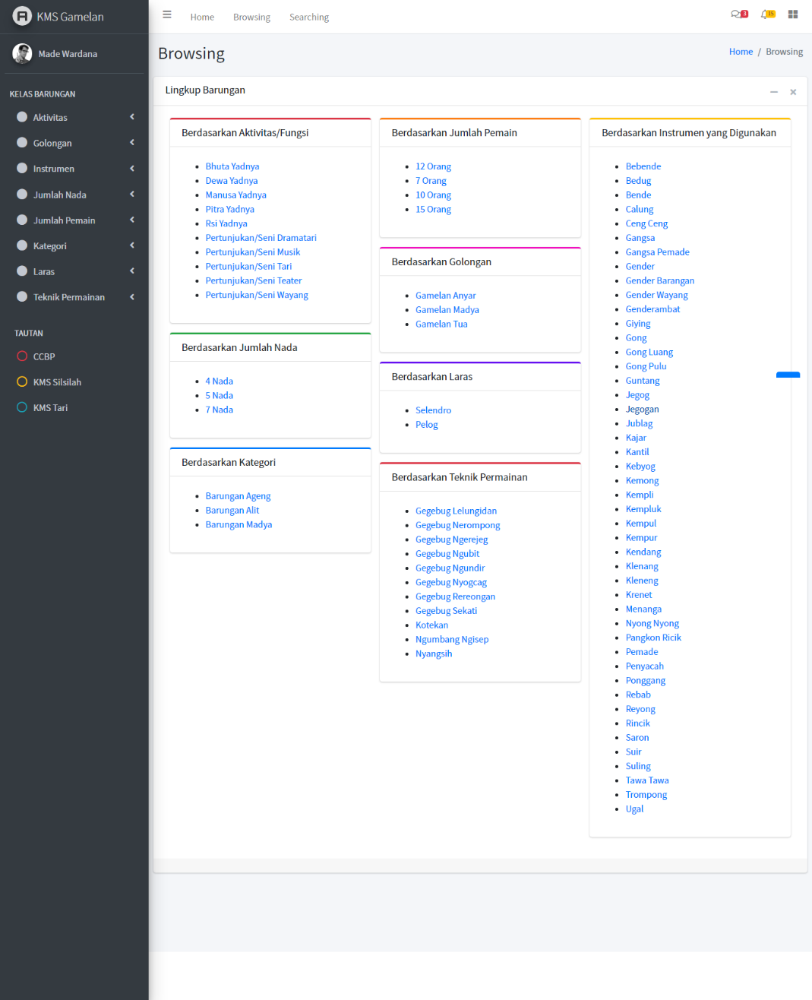 KMS Gamelan
Made Wardana
KELAS BARUNGAN
Aktivitas
Golongan
Instrumen
Jumlah Nada
Jumlah Pemain
Kategori
Laras
Teknik Permainan
TAUTAN
CCBP
KMS Silsilah
KMS Tari
Home
Browsing
Searching
3
15
Browsing
Home / Browsing
Lingkup Barungan
Berdasarkan Aktivitas/Fungsi
Bhuta Yadnya
Dewa Yadnya
Manusa Yadnya
Pitra Yadnya
Rsi Yadnya
Pertunjukan/Seni Dramatari
Pertunjukan/Seni Musik
Pertunjukan/Seni Tari
Pertunjukan/Seni Teater
Pertunjukan/Seni Wayang
Berdasarkan Jumlah Nada
4 Nada
5 Nada
7 Nada
Berdasarkan Kategori
Barungan Ageng
Barungan Alit
Barungan Madya
Berdasarkan Jumlah Pemain
12 Orang
7 Orang
10 Orang
15 Orang
Berdasarkan Golongan
Gamelan Anyar
Gamelan Madya
Gamelan Tua
Berdasarkan Laras
Selendro
Pelog
Berdasarkan Teknik Permainan
Gegebug Lelungidan
Gegebug Nerompong
Gegebug Ngerejeg
Gegebug Ngubit
Gegebug Ngundir
Gegebug Nyogcag
Gegebug Rereongan
Gegebug Sekati
Kotekan
Ngumbang Ngisep
Nyangsih
Berdasarkan Instrumen yang Digunakan
Bebende
Bedug
Bende
Calung
Ceng Ceng
Gangsa
Gangsa Pemade
Gender
Gender Barangan
Gender Wayang
Genderambat
Giying
Gong
Gong Luang
Gong Pulu
Guntang
Jegog
Jegogan
Jublag
Kajar
Kantil
Kebyog
Kemong
Kempli
Kempluk
Kempul
Kempur
Kendang
Klenang
Kleneng
Krenet
Menanga
Nyong Nyong
Pangkon Ricik
Pemade
Penyacah
Ponggang
Rebab
Reyong
Rincik
Saron
Suir
Suling
Tawa Tawa
Trompong
Ugal